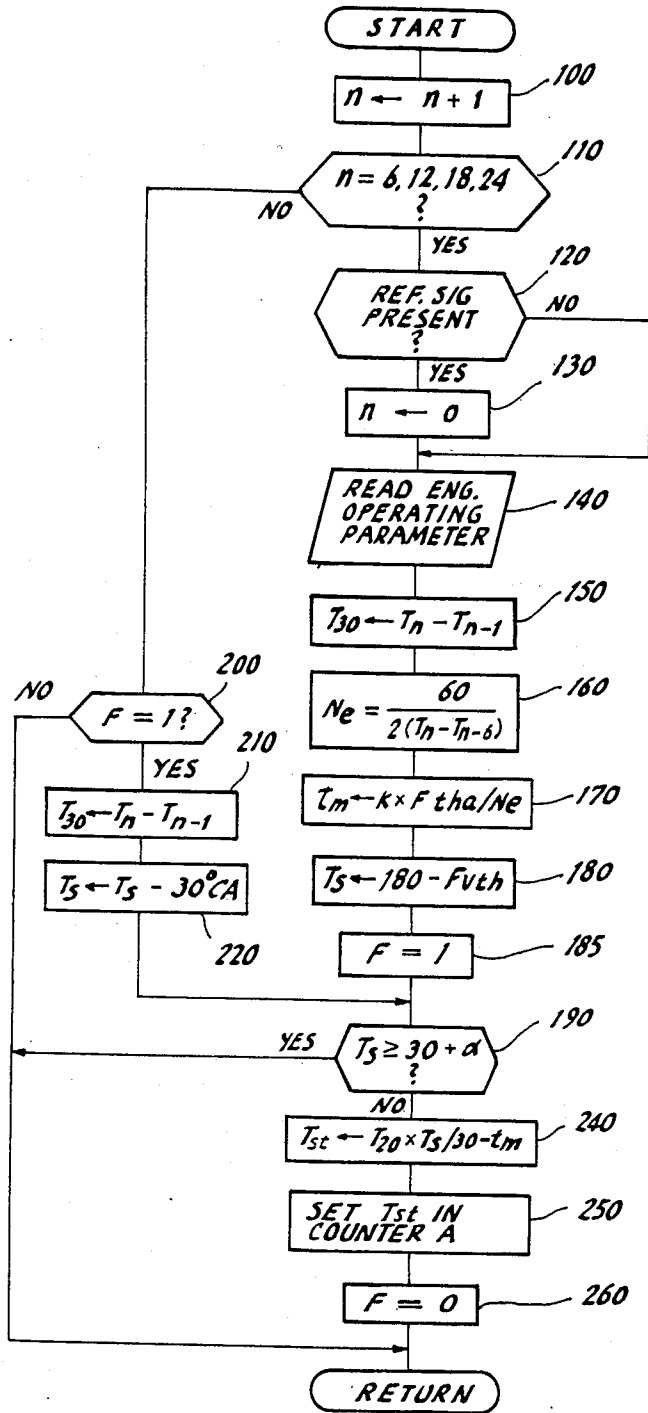 START
n ← n + 1
100
n = 6, 12, 18, 24
?
110
NO
YES
REF. SIG
PRESENT
?
120
NO
YES
n ← 0
130
READ ENG.
OPERATING
PARAMETER
140
T30 ← Tn - Tn-1
150
Ne = 60 / 2(Tn - Tn-6)
160
τm ← K × F tha/Ne
170
Ts ← 180 - Fvth
180
F = 1
185
NO
F = 1?
200
YES
T30 ← Tn - Tn-1
210
Ts ← Ts - 30°CA
220
Ts ≥ 30 + α
?
190
YES
NO
Tst ← T20 × Ts/30 - tm
240
SET Tst IN
COUNTER A
250
F = 0
260
RETURN